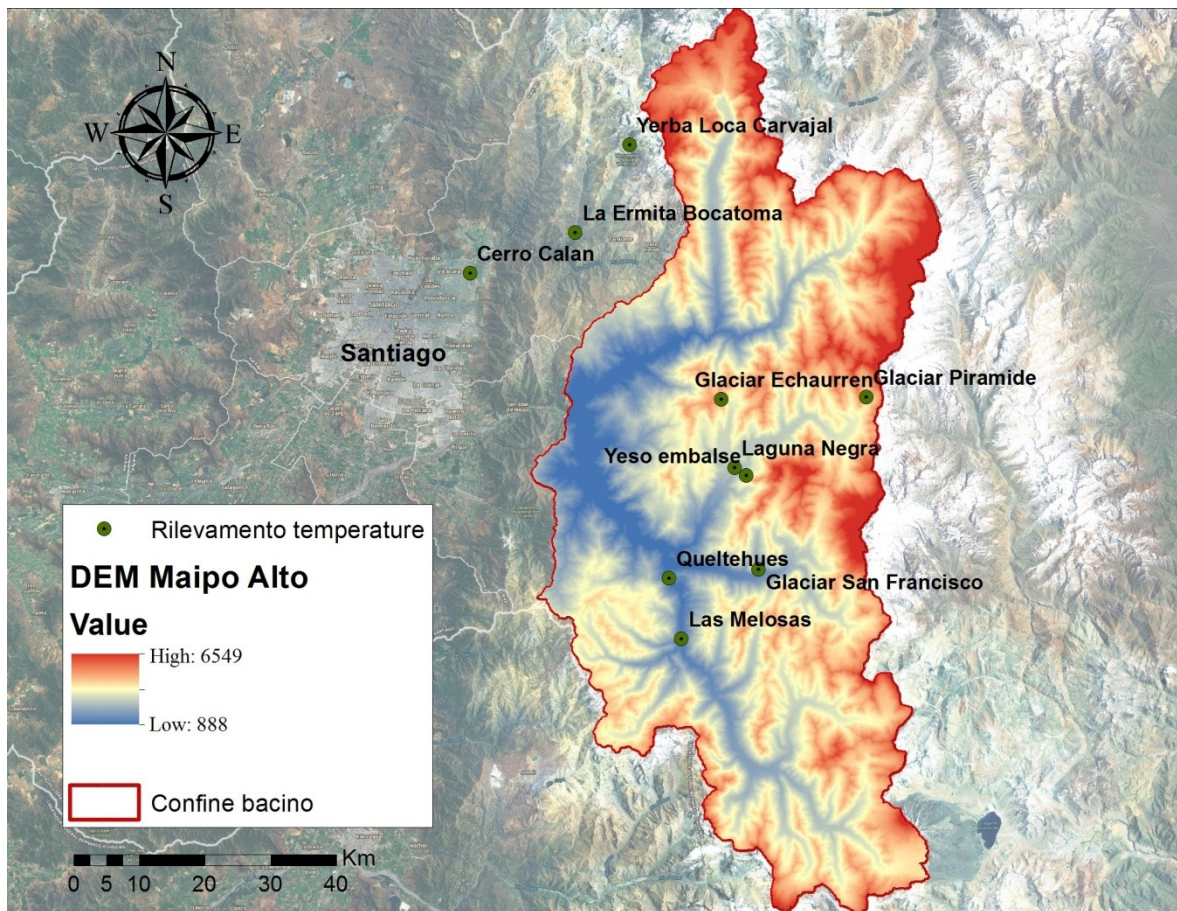 N
W
E
S
Yerba Loca Carvajal
La Ermita Bocatoma
Cerro Calan
SANTIAGO
Santiago
Glaciar Echaurren
Glaciar Piramide
Laguna Negra
Yeso embalse
Queltehues
Glaciar San Francisco
Las Melosas
Rilevamento temperature
DEM Maipo Alto
Value
High: 6549
Low: 888
Confine bacino
Km
0 5 10 20 30 40